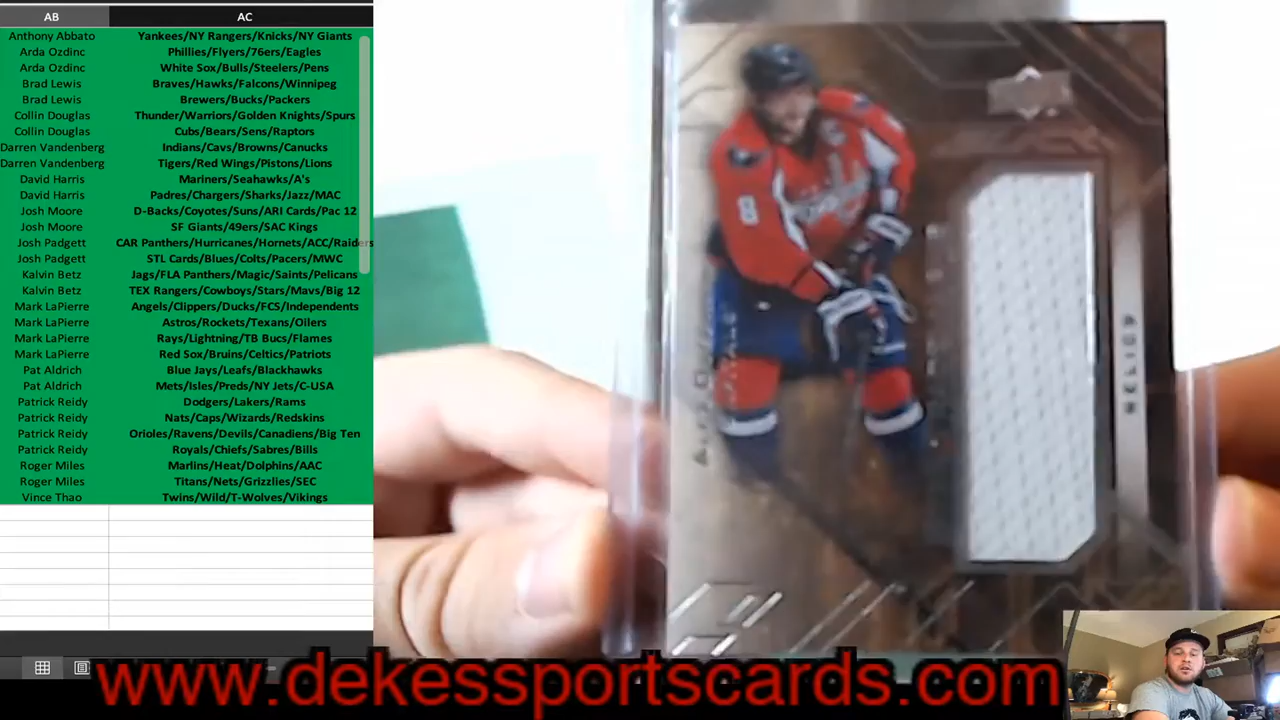 AB AC
Anthony Abbato Yankees/NY Rangers/Knicks/NY Giants
Arda Ozdinc Phillies/Flyers/76ers/Eagles
Arda Ozdinc White Sox/Bulls/Steelers/Pens
Brad Lewis Braves/Hawks/Falcons/Winnipeg
Brad Lewis Brewers/Bucks/Packers
Collin Douglas Thunder/Warriors/Golden Knights/Spurs
Collin Douglas Cubs/Bears/Sens/Raptors
Darren Vandenberg Indians/Cavs/Browns/Canucks
Darren Vandenberg Tigers/Red Wings/Pistons/Lions
David Harris Mariners/Seahawks/A's
David Harris Padres/Chargers/Sharks/Jazz/MAC
Josh Moore D-Backs/Coyotes/Suns/ARI Cards/Pac 12
Josh Moore SF Giants/49ers/SAC Kings
Josh Padgett CAR Panthers/Hurricanes/Hornets/ACC/Raiders
Josh Padgett STL Cards/Blues/Colts/Pacers/MWC
Kalvin Betz Jags/FLA Panthers/Magic/Saints/Pelicans
Kalvin Betz TEX Rangers/Cowboys/Stars/Mavs/Big 12
Mark LaPierre Angels/Clippers/Ducks/FCS/Independents
Mark LaPierre Astros/Rockets/Texans/Oilers
Mark LaPierre Rays/Lightning/TB Bucs/Flames
Mark LaPierre Red Sox/Bruins/Celtics/Patriots
Pat Aldrich Blue Jays/Leafs/Blackhawks
Pat Aldrich Mets/Isles/Preds/NY Jets/C-USA
Patrick Reidy Dodgers/Lakers/Rams
Patrick Reidy Nats/Caps/Wizards/Redskins
Patrick Reidy Orioles/Ravens/Devils/Canadiens/Big Ten
Patrick Reidy Royals/Chiefs/Sabres/Bills
Roger Miles Marlins/Heat/Dolphins/AAC
Roger Miles Titans/Nets/Grizzlies/SEC
Vince Thao Twins/Wild/T-Wolves/Vikings
8
www.dekessportscards.com